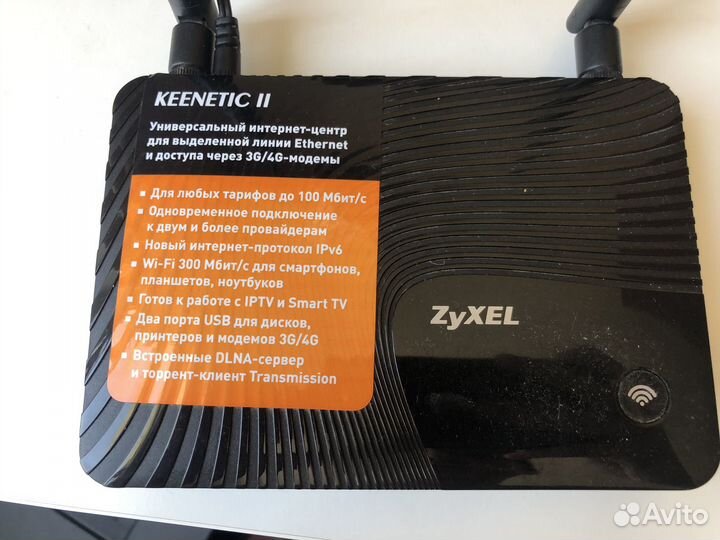 KEENETIC II
Универсальный интернет-центр
для выделенной линии Ethernet
и доступа через 3G/4G-модемы
▪ Для любых тарифов до 100 Мбит/с
▪ Одновременное подключение
к двум и более провайдерам
▪ Новый интернет-протокол IPv6
▪ Wi-Fi 300 Мбит/с для смартфонов,
планшетов, ноутбуков
▪ Готов к работе с IPTV и Smart TV
▪ Два порта USB для дисков,
принтеров и модемов 3G/4G
▪ Встроенные DLNA-сервер
и торрент-клиент Transmission
ZyXEL
Avito